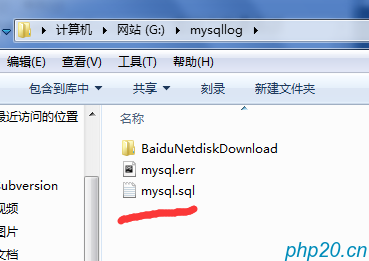 计算机 ▸ 网站 (G:) ▸ mysqllog ▸
编辑(E) 查看(V) 工具(T) 帮助(H)
包含到库中 共享 刻录 新建文件夹
最近访问的位置
名称
BaiduNetdiskDownload
mysql.err
mysql.sql
Subversion
视频
图片
文档
php20.cn